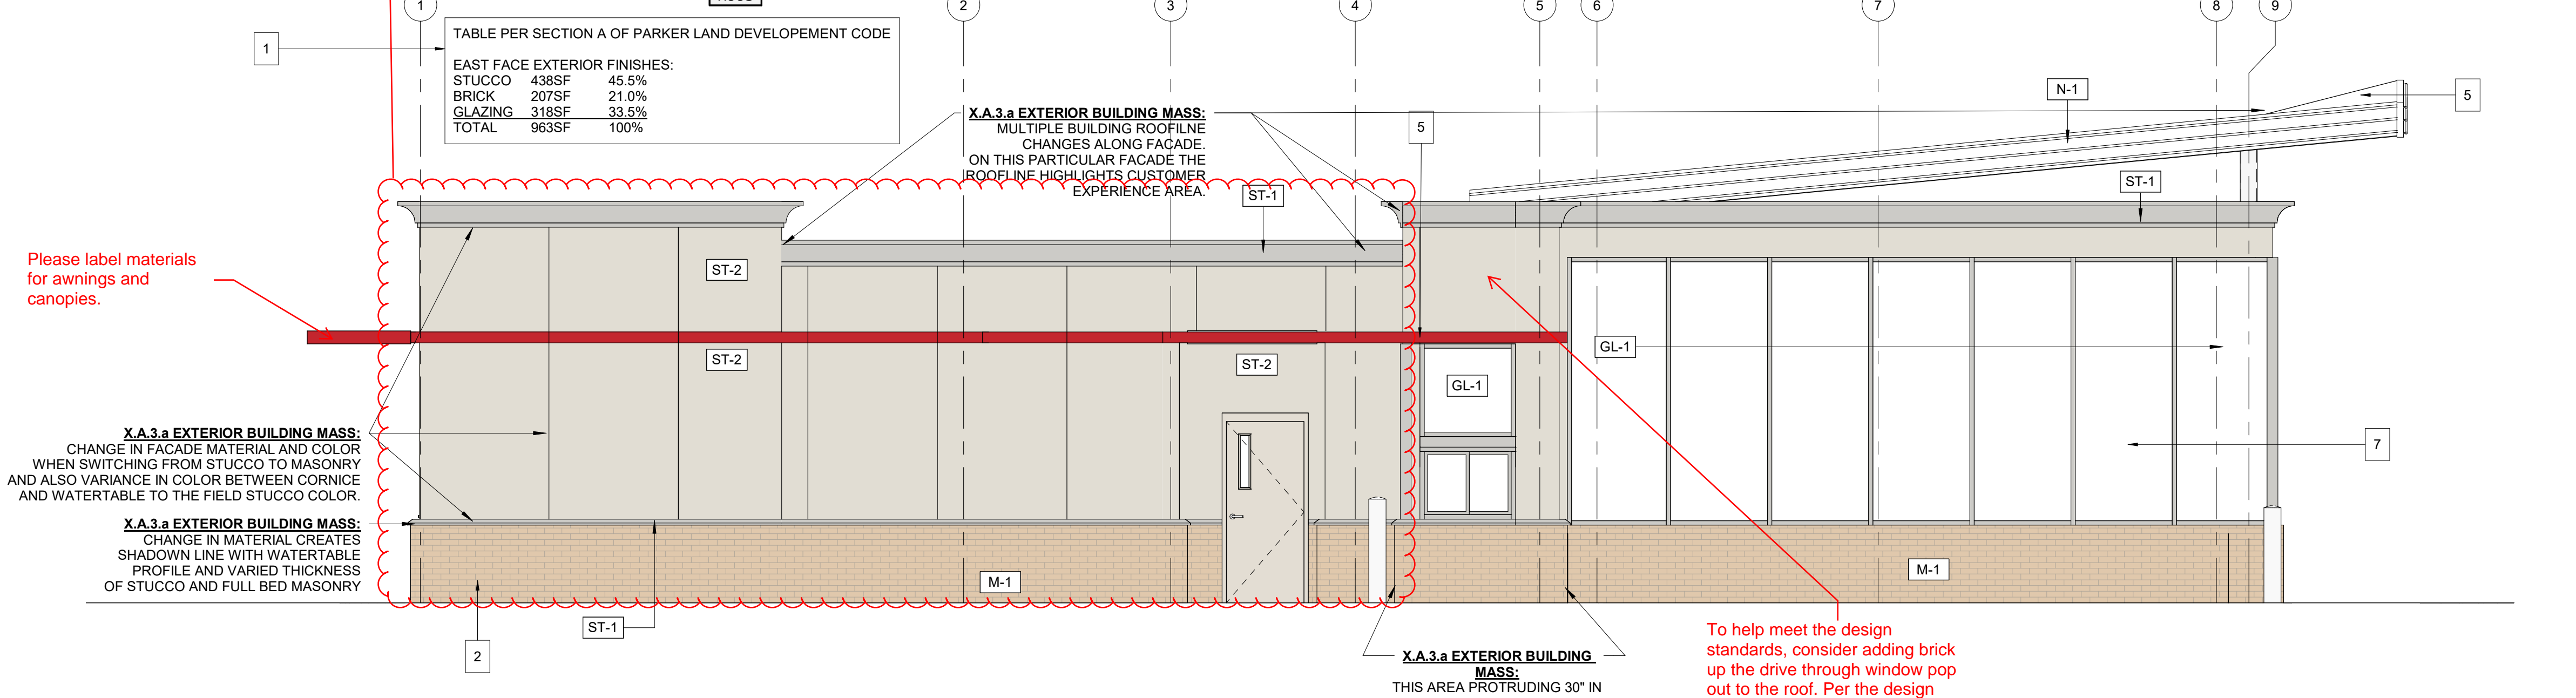 1
2
3
4
5
6
7
8
9
1
TABLE PER SECTION A OF PARKER LAND DEVELOPEMENT CODE
EAST FACE EXTERIOR FINISHES:
STUCCO 438SF 45.5%
BRICK 207SF 21.0%
GLAZING 318SF 33.5%
TOTAL 963SF 100%
N-1
5
X.A.3.a EXTERIOR BUILDING MASS:
MULTIPLE BUILDING ROOFILNE
CHANGES ALONG FACADE.
ON THIS PARTICULAR FACADE THE
ROOFLINE HIGHLIGHTS CUSTOMER
EXPERIENCE AREA.
5
ST-1
ST-1
Please label materials
for awnings and
canopies.
ST-2
ST-2
ST-2
GL-1
GL-1
7
X.A.3.a EXTERIOR BUILDING MASS:
CHANGE IN FACADE MATERIAL AND COLOR
WHEN SWITCHING FROM STUCCO TO MASONRY
AND ALSO VARIANCE IN COLOR BETWEEN CORNICE
AND WATERTABLE TO THE FIELD STUCCO COLOR.
X.A.3.a EXTERIOR BUILDING MASS:
CHANGE IN MATERIAL CREATES
SHADOWN LINE WITH WATERTABLE
PROFILE AND VARIED THICKNESS
OF STUCCO AND FULL BED MASONRY
M-1
M-1
ST-1
2
X.A.3.a EXTERIOR BUILDING
MASS:
THIS AREA PROTRUDING 30" IN
To help meet the design
standards, consider adding brick
up the drive through window pop
out to the roof. Per the design